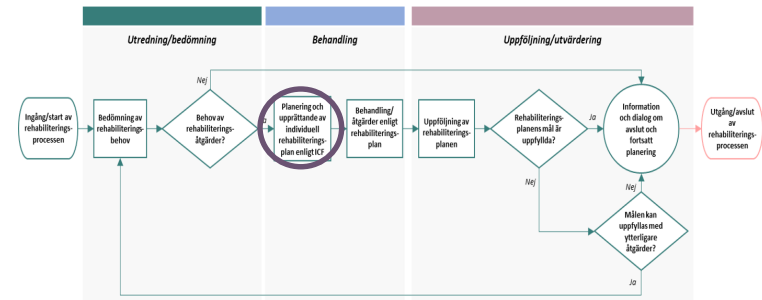 Utredning/bedömning
Behandling
Uppföljning/utvärdering
Nej
Ingång/start av
rehabiliterings-
processen
Bedömning av
rehabiliterings-
behov
Behov av
rehabiliterings-
åtgärder?
Planering och
upprättande av
individuell
rehabiliterings-
plan enligt ICF
Behandling/
åtgärder enligt
rehabiliterings-
plan
Uppföljning av
rehabiliterings-
planen
Rehabiliterings-
planens mål är
uppfyllda?
Ja
Information
och dialog om
avslut och
fortsatt
planering
Utgång/avslut
av
rehabiliterings-
processen
Nej
Nej
Målen kan
uppfyllas med
ytterligare
åtgärder?
Ja